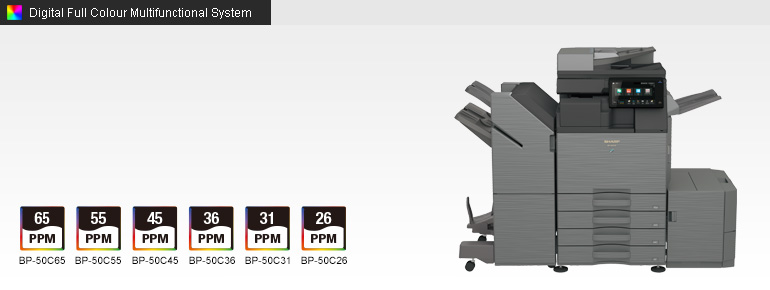 Digital Full Colour Multifunctional System
65 55 45 36 31 26
PPM PPM PPM PPM PPM PPM
BP-50C65 BP-50C55 BP-50C45 BP-50C36 BP-50C31 BP-50C26